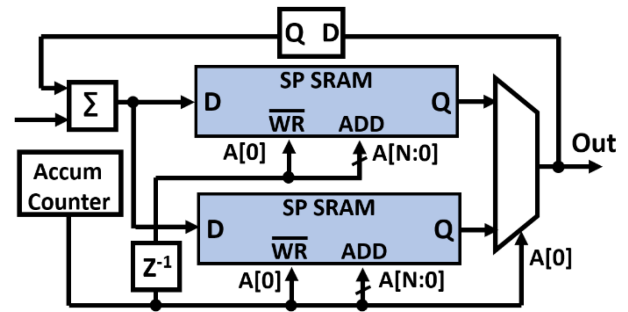 Q D
SP SRAM
D
WR ADD
Q
Σ
Out
A[0]
A[N:0]
Accum
Counter
SP SRAM
D
WR ADD
Q
Z-1
A[0]
A[N:0]
A[0]